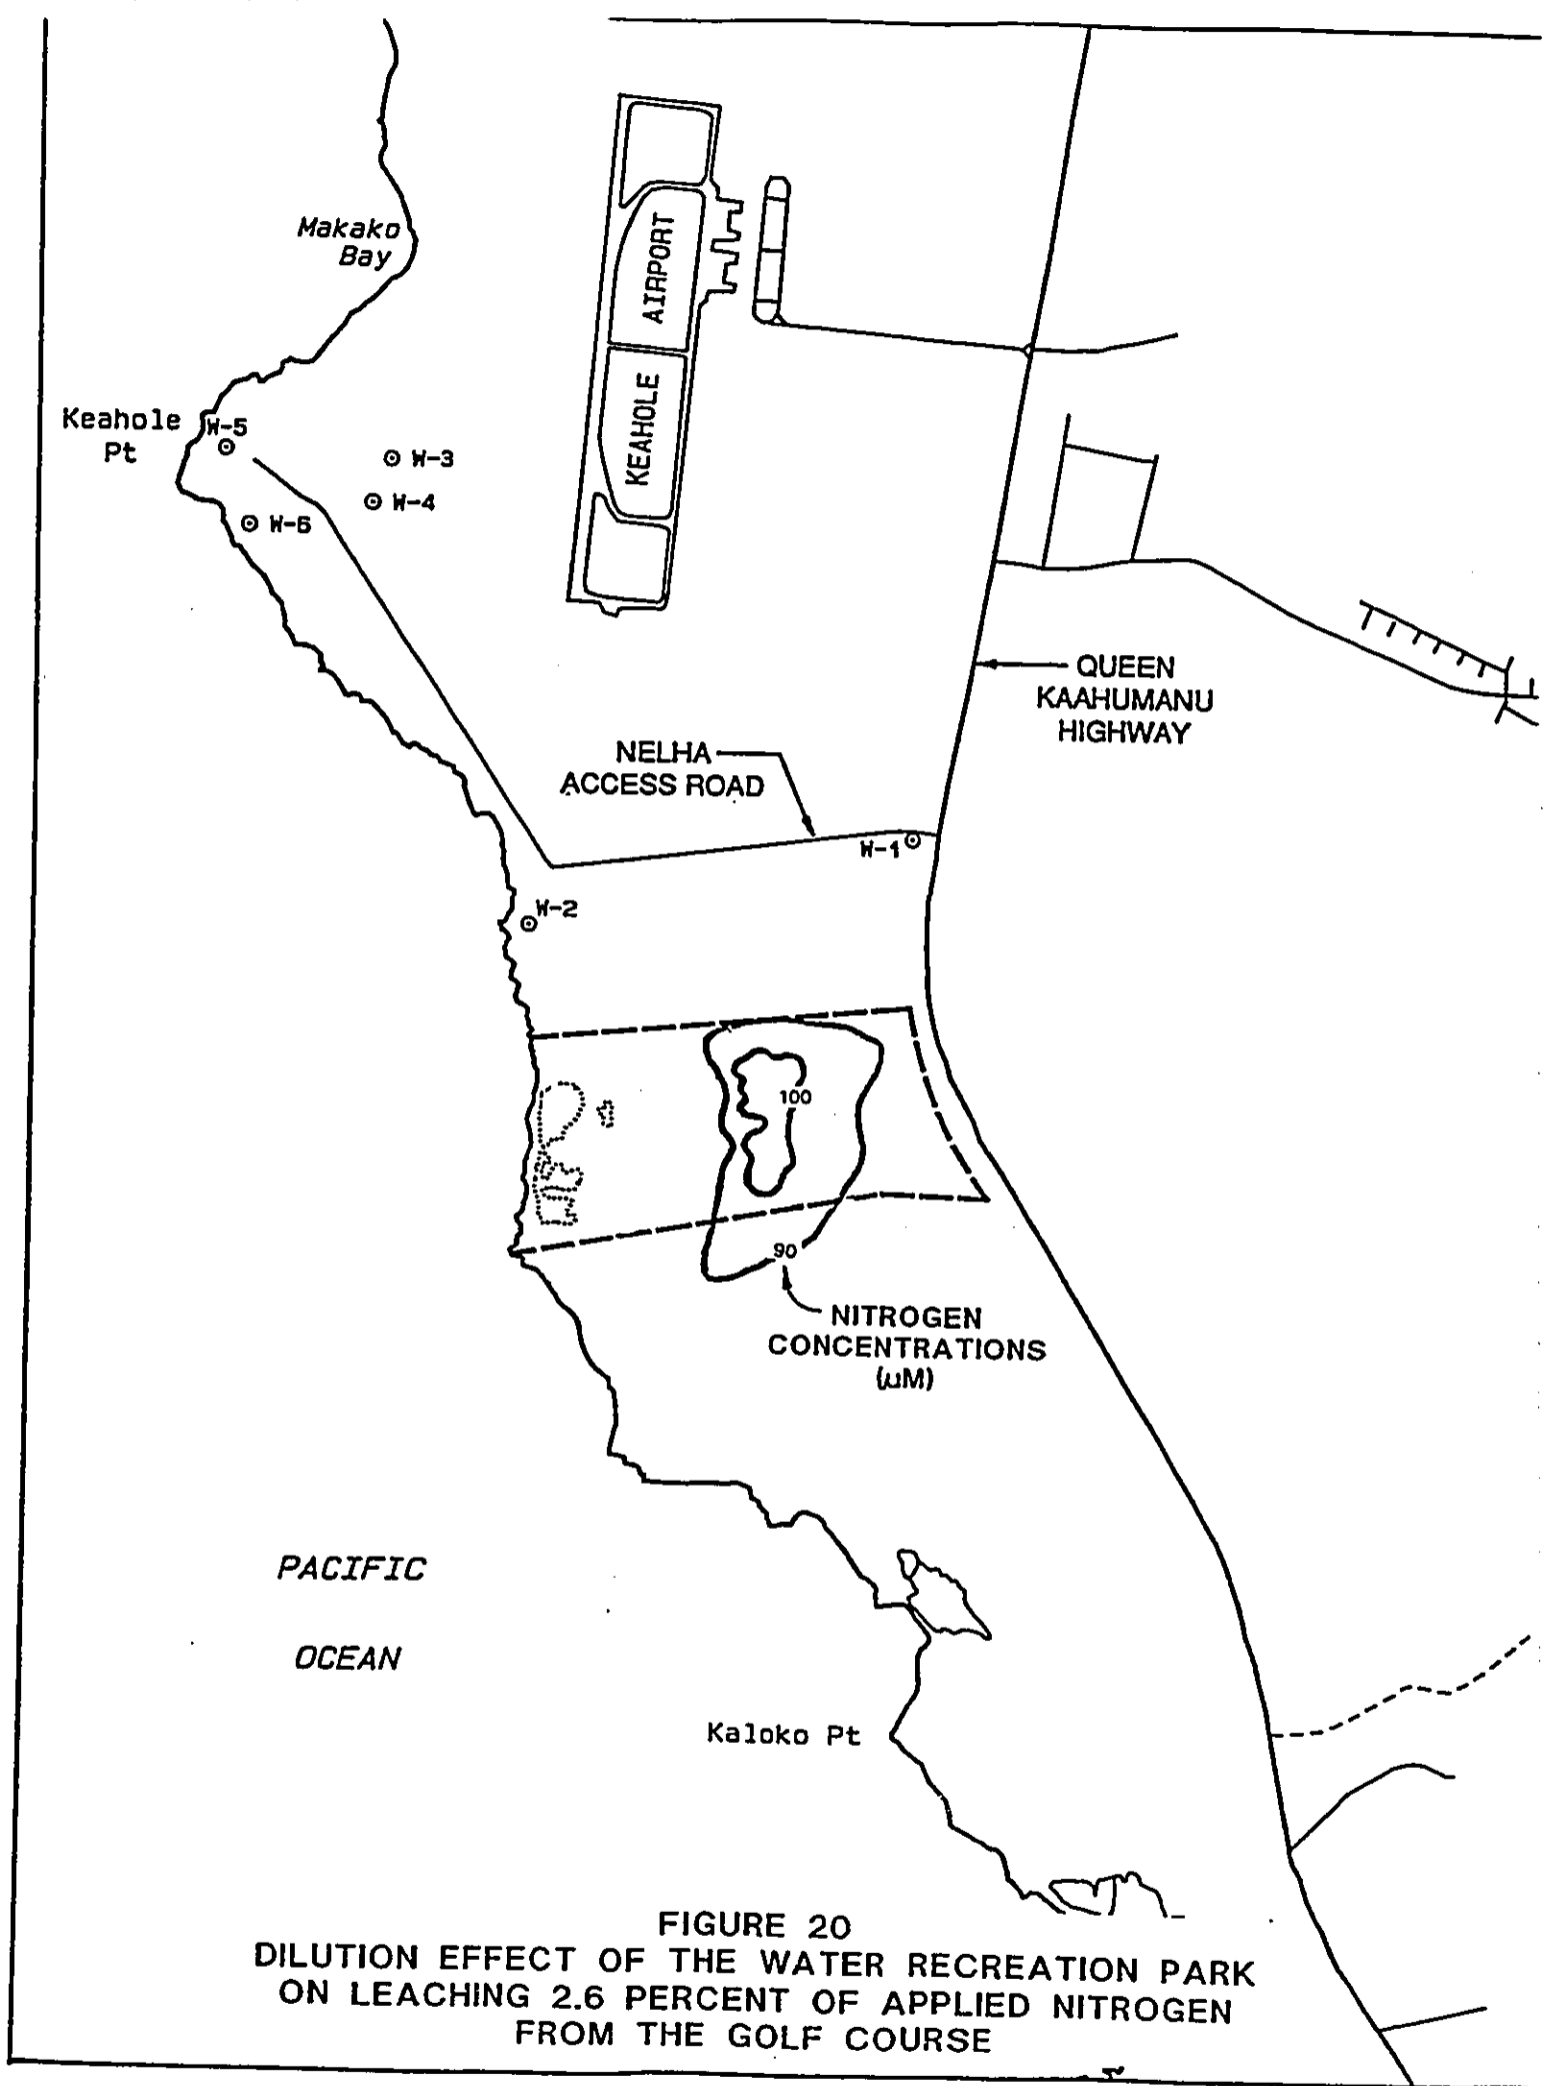 Makako
Bay
AIRPORT
KEAHOLE
Keahole
Pt
W-5
W-3
W-4
W-6
QUEEN
KAAHUMANU
HIGHWAY
NELHA
ACCESS ROAD
W-1
W-2
100
90
NITROGEN
CONCENTRATIONS
(µM)
PACIFIC
OCEAN
Kaloko Pt
FIGURE 20
DILUTION EFFECT OF THE WATER RECREATION PARK
ON LEACHING 2.6 PERCENT OF APPLIED NITROGEN
FROM THE GOLF COURSE